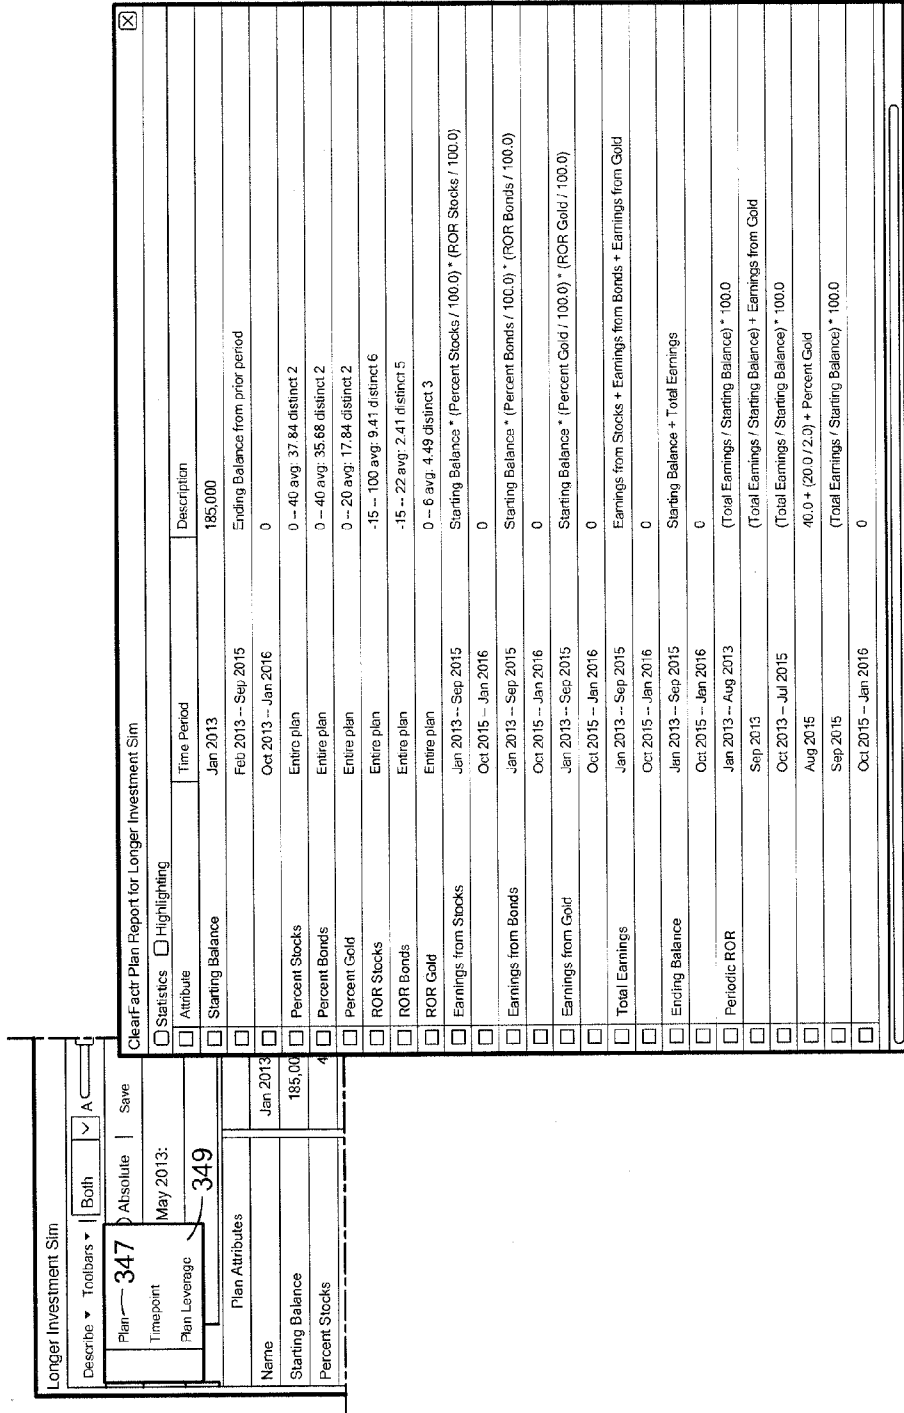 Longer Investment Sim
Describe ▾ Toolbars ▾ | Both A
Plan 347 Absolute | Save
Timepoint May 2013:
Plan Leverage 349
Plan Attributes
Name Jan 2013
Starting Balance 185,00
Percent Stocks 4
ClearFactr Plan Report for Longer Investment Sim
Statistics Highlighting
Attribute Time Period Description
Starting Balance Jan 2013 185,000
Feb 2013 -- Sep 2015 Ending Balance from prior period
Oct 2013 -- Jan 2016 0
Percent Stocks Entire plan 0 -- 40 avg: 37.84 distinct 2
Percent Bonds Entire plan 0 -- 40 avg: 35.68 distinct 2
Percent Gold Entire plan 0 -- 20 avg: 17.84 distinct 2
ROR Stocks Entire plan -15 -- 100 avg: 9.41 distinct 6
ROR Bonds Entire plan -15 -- 22 avg: 2.41 distinct 5
ROR Gold Entire plan 0 -- 6 avg: 4.49 distinct 3
Earnings from Stocks Jan 2013 -- Sep 2015 Starting Balance * (Percent Stocks / 100.0) * (ROR Stocks / 100.0)
Oct 2015 -- Jan 2016 0
Earnings from Bonds Jan 2013 -- Sep 2015 Starting Balance * (Percent Bonds / 100.0) * (ROR Bonds / 100.0)
Oct 2015 -- Jan 2016 0
Earnings from Gold Jan 2013 -- Sep 2015 Starting Balance * (Percent Gold / 100.0) * (ROR Gold / 100.0)
Oct 2015 -- Jan 2016 0
Total Earnings Jan 2013 -- Sep 2015 Earnings from Stocks + Earnings from Bonds + Earnings from Gold
Oct 2015 -- Jan 2016 0
Ending Balance Jan 2013 -- Sep 2015 Starting Balance + Total Earnings
Oct 2015 -- Jan 2016 0
Periodic ROR Jan 2013 -- Aug 2013 (Total Earnings / Starting Balance) * 100.0
Sep 2013 (Total Earnings / Starting Balance) + Earnings from Gold
Oct 2013 -- Jul 2015 (Total Earnings / Starting Balance) * 100.0
Aug 2015 40.0 + (20.0 / 2.0) + Percent Gold
Sep 2015 (Total Earnings / Starting Balance) * 100.0
Oct 2015 -- Jan 2016 0